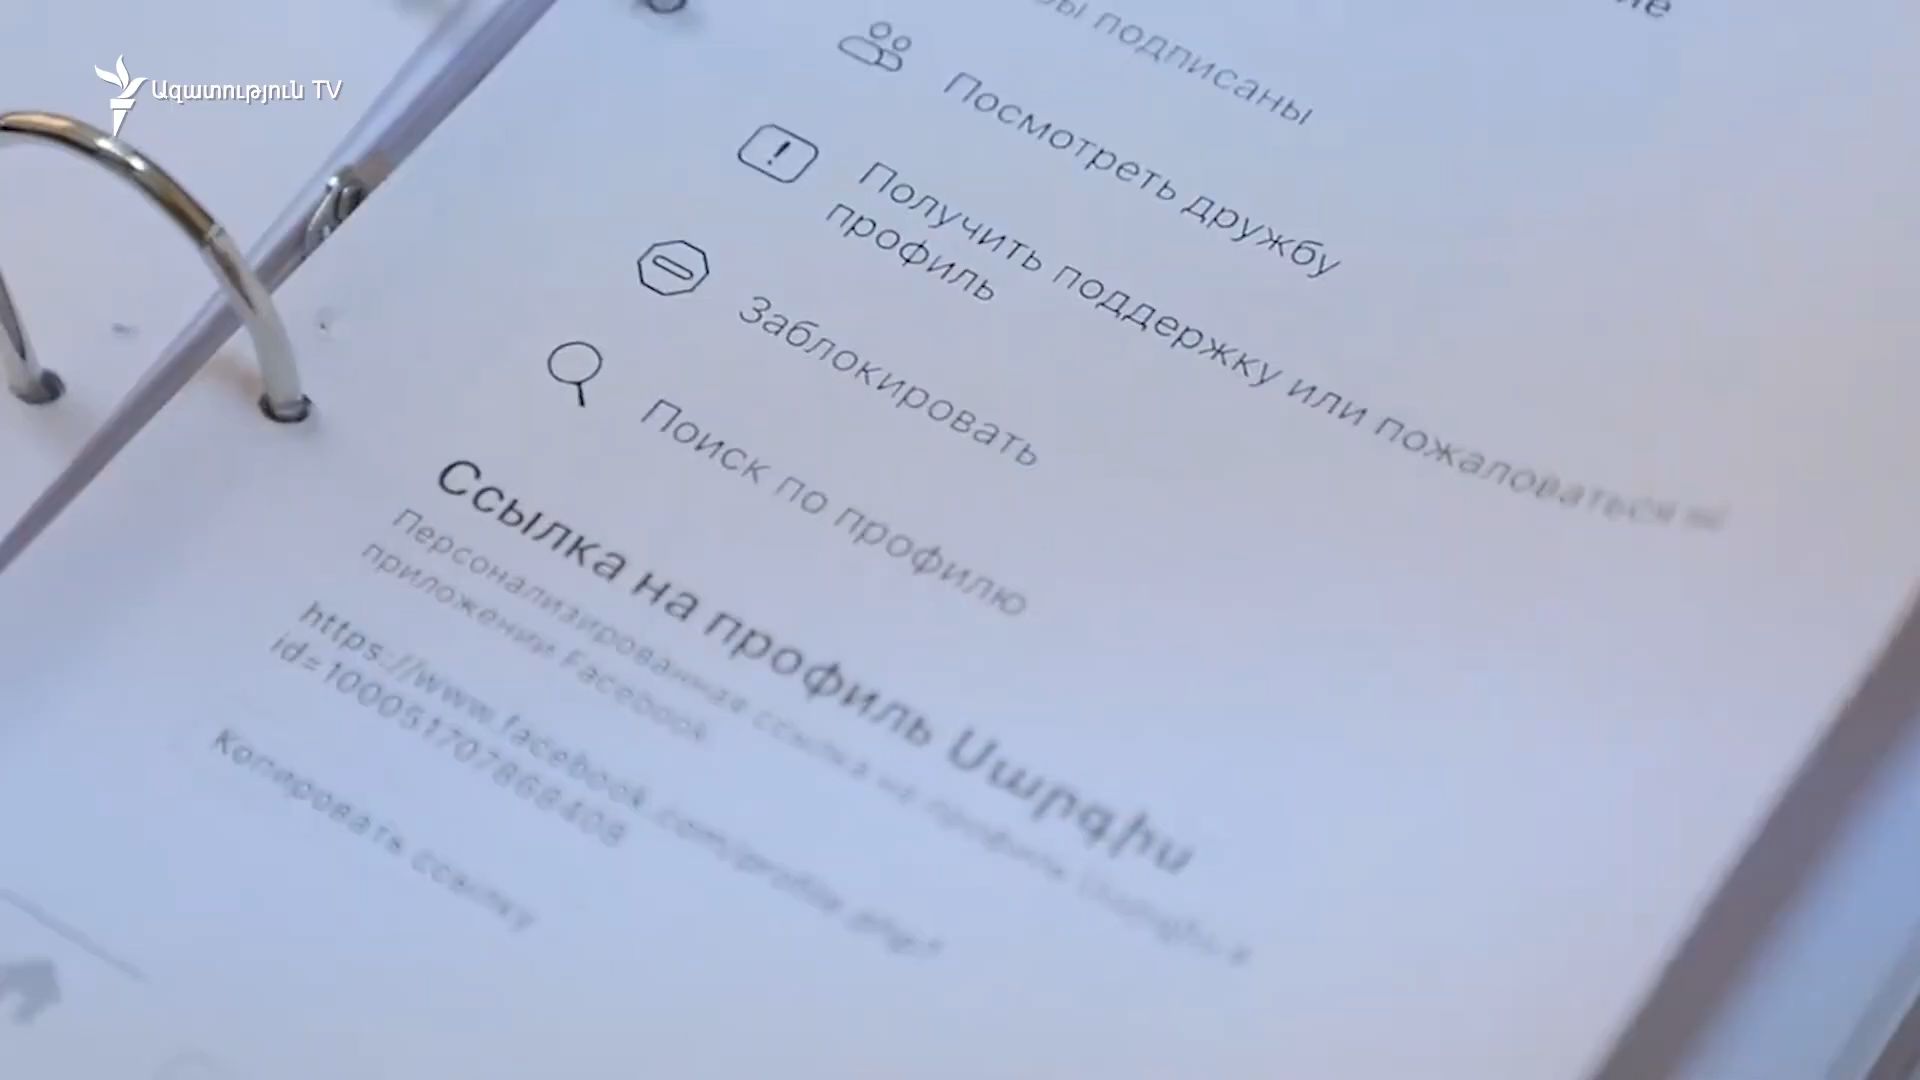 Ազատություն TV
подписаны
Посмотреть дружбу
Получить поддержку или пожаловаться на
профиль
Заблокировать
Поиск по профилю
Ссылка на профиль Սարգիս
Персонализированная ссылка на профиль Սարգիս в
приложении Facebook.
https://www.facebook.com/profile.php?
id=100051707868408
Копировать ссылку